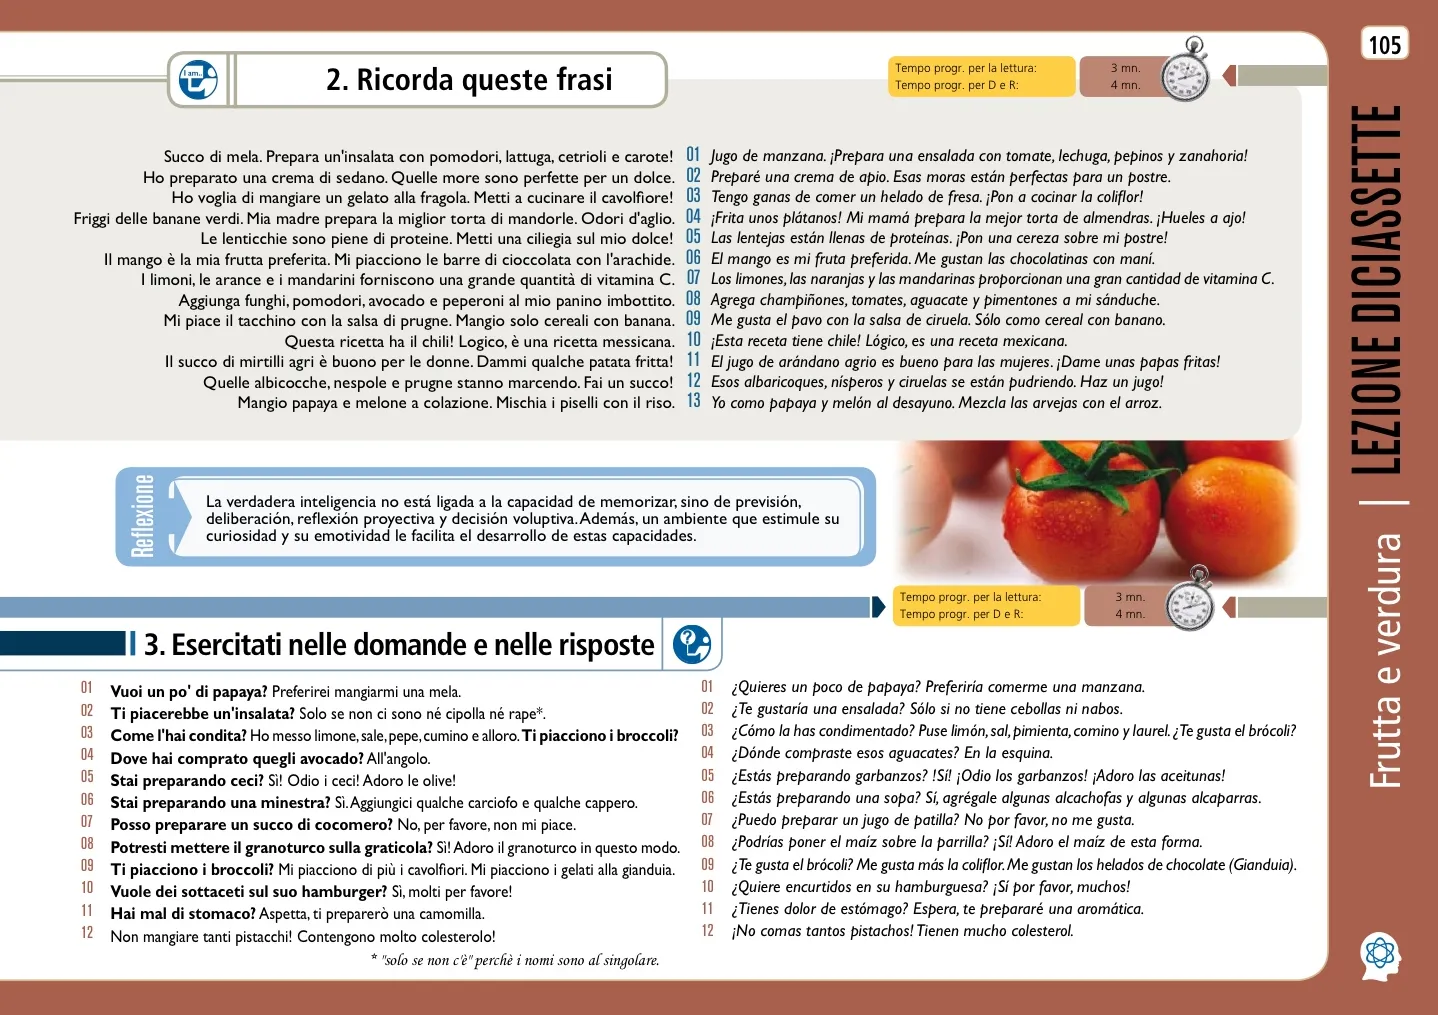 105
I am..
2. Ricorda queste frasi
Tempo progr. per la lettura: 3 mn.
Tempo progr. per D e R: 4 mn.
Succo di mela. Prepara un'insalata con pomodori, lattuga, cetrioli e carote! 01 Jugo de manzana. ¡Prepara una ensalada con tomate, lechuga, pepinos y zanahoria!
Ho preparato una crema di sedano. Quelle more sono perfette per un dolce. 02 Preparé una crema de apio. Esas moras están perfectas para un postre.
Ho voglia di mangiare un gelato alla fragola. Metti a cucinare il cavolfiore! 03 Tengo ganas de comer un helado de fresa. ¡Pon a cocinar la coliflor!
Friggi delle banane verdi. Mia madre prepara la miglior torta di mandorle. Odori d'aglio. 04 ¡Frita unos plátanos! Mi mamá prepara la mejor torta de almendras. ¡Hueles a ajo!
Le lenticchie sono piene di proteine. Metti una ciliegia sul mio dolce! 05 Las lentejas están llenas de proteínas. ¡Pon una cereza sobre mi postre!
Il mango è la mia frutta preferita. Mi piacciono le barre di cioccolata con l'arachide. 06 El mango es mi fruta preferida. Me gustan las chocolatinas con maní.
I limoni, le arance e i mandarini forniscono una grande quantità di vitamina C. 07 Los limones, las naranjas y las mandarinas proporcionan una gran cantidad de vitamina C.
Aggiunga funghi, pomodori, avocado e peperoni al mio panino imbottito. 08 Agrega champiñones, tomates, aguacate y pimentones a mi sánduche.
Mi piace il tacchino con la salsa di prugne. Mangio solo cereali con banana. 09 Me gusta el pavo con la salsa de ciruela. Sólo como cereal con banano.
Questa ricetta ha il chili! Logico, è una ricetta messicana. 10 ¡Esta receta tiene chile! Lógico, es una receta mexicana.
Il succo di mirtilli agri è buono per le donne. Dammi qualche patata fritta! 11 El jugo de arándano agrio es bueno para las mujeres. ¡Dame unas papas fritas!
Quelle albicocche, nespole e prugne stanno marcendo. Fai un succo! 12 Esos albaricoques, nísperos y ciruelas se están pudriendo. Haz un jugo!
Mangio papaya e melone a colazione. Mischia i piselli con il riso. 13 Yo como papaya y melón al desayuno. Mezcla las arvejas con el arroz.
Reflexione
La verdadera inteligencia no está ligada a la capacidad de memorizar, sino de previsión,
deliberación, reflexión proyectiva y decisión voluptiva. Además, un ambiente que estimule su
curiosidad y su emotividad le facilita el desarrollo de estas capacidades.
Tempo progr. per la lettura: 3 mn.
Tempo progr. per D e R: 4 mn.
3. Esercitati nelle domande e nelle risposte
?
01 Vuoi un po' di papaya? Preferirei mangiarmi una mela.
02 Ti piacerebbe un'insalata? Solo se non ci sono né cipolla né rape*.
03 Come l'hai condita? Ho messo limone, sale, pepe, cumino e alloro. Ti piacciono i broccoli?
04 Dove hai comprato quegli avocado? All'angolo.
05 Stai preparando ceci? Sì! Odio i ceci! Adoro le olive!
06 Stai preparando una minestra? Sì. Aggiungici qualche carciofo e qualche cappero.
07 Posso preparare un succo di cocomero? No, per favore, non mi piace.
08 Potresti mettere il granoturco sulla graticola? Sì! Adoro il granoturco in questo modo.
09 Ti piacciono i broccoli? Mi piacciono di più i cavolfiori. Mi piacciono i gelati alla gianduia.
10 Vuole dei sottaceti sul suo hamburger? Sì, molti per favore!
11 Hai mal di stomaco? Aspetta, ti preparerò una camomilla.
12 Non mangiare tanti pistacchi! Contengono molto colesterolo!
* "solo se non c'è" perchè i nomi sono al singolare.
01 ¿Quieres un poco de papaya? Preferiría comerme una manzana.
02 ¿Te gustaría una ensalada? Sólo si no tiene cebollas ni nabos.
03 ¿Cómo la has condimentado? Puse limón, sal, pimienta, comino y laurel. ¿Te gusta el brócoli?
04 ¿Dónde compraste esos aguacates? En la esquina.
05 ¿Estás preparando garbanzos? !Sí! ¡Odio los garbanzos! ¡Adoro las aceitunas!
06 ¿Estás preparando una sopa? Sí, agrégale algunas alcachofas y algunas alcaparras.
07 ¿Puedo preparar un jugo de patilla? No por favor, no me gusta.
08 ¿Podrías poner el maíz sobre la parrilla? ¡Sí! Adoro el maíz de esta forma.
09 ¿Te gusta el brócoli? Me gusta más la coliflor. Me gustan los helados de chocolate (Gianduia).
10 ¿Quiere encurtidos en su hamburguesa? ¡Sí por favor, muchos!
11 ¿Tienes dolor de estómago? Espera, te prepararé una aromática.
12 ¡No comas tantos pistachos! Tienen mucho colesterol.
LEZIONE DICIASSETTE
Frutta e verdura